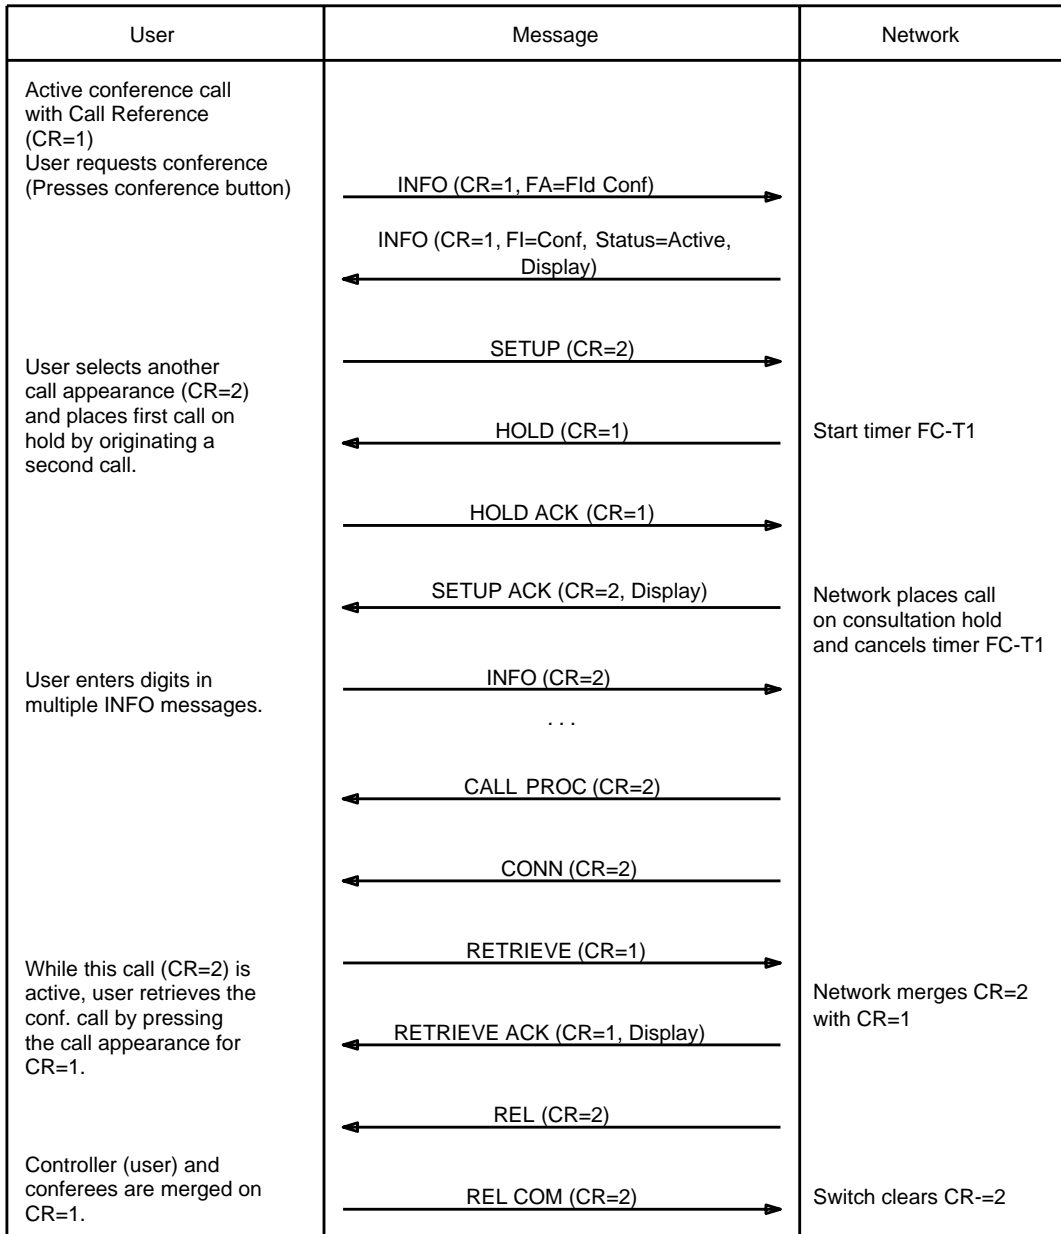 User
Message
Network
Active conference call
with Call Reference
(CR=1)
User requests conference
(Presses conference button)
INFO (CR=1, FA=FId Conf)
INFO (CR=1, FI=Conf, Status=Active,
Display)
SETUP (CR=2)
User selects another
call appearance (CR=2)
and places first call on
hold by originating a
second call.
HOLD (CR=1)
Start timer FC-T1
HOLD ACK (CR=1)
SETUP ACK (CR=2, Display)
Network places call
on consultation hold
and cancels timer FC-T1
User enters digits in
multiple INFO messages.
INFO (CR=2)
. . .
CALL PROC (CR=2)
CONN (CR=2)
RETRIEVE (CR=1)
While this call (CR=2) is
active, user retrieves the
conf. call by pressing
the call appearance for
CR=1.
Network merges CR=2
with CR=1
RETRIEVE ACK (CR=1, Display)
REL (CR=2)
Controller (user) and
conferees are merged on
CR=1.
REL COM (CR=2)
Switch clears CR-=2